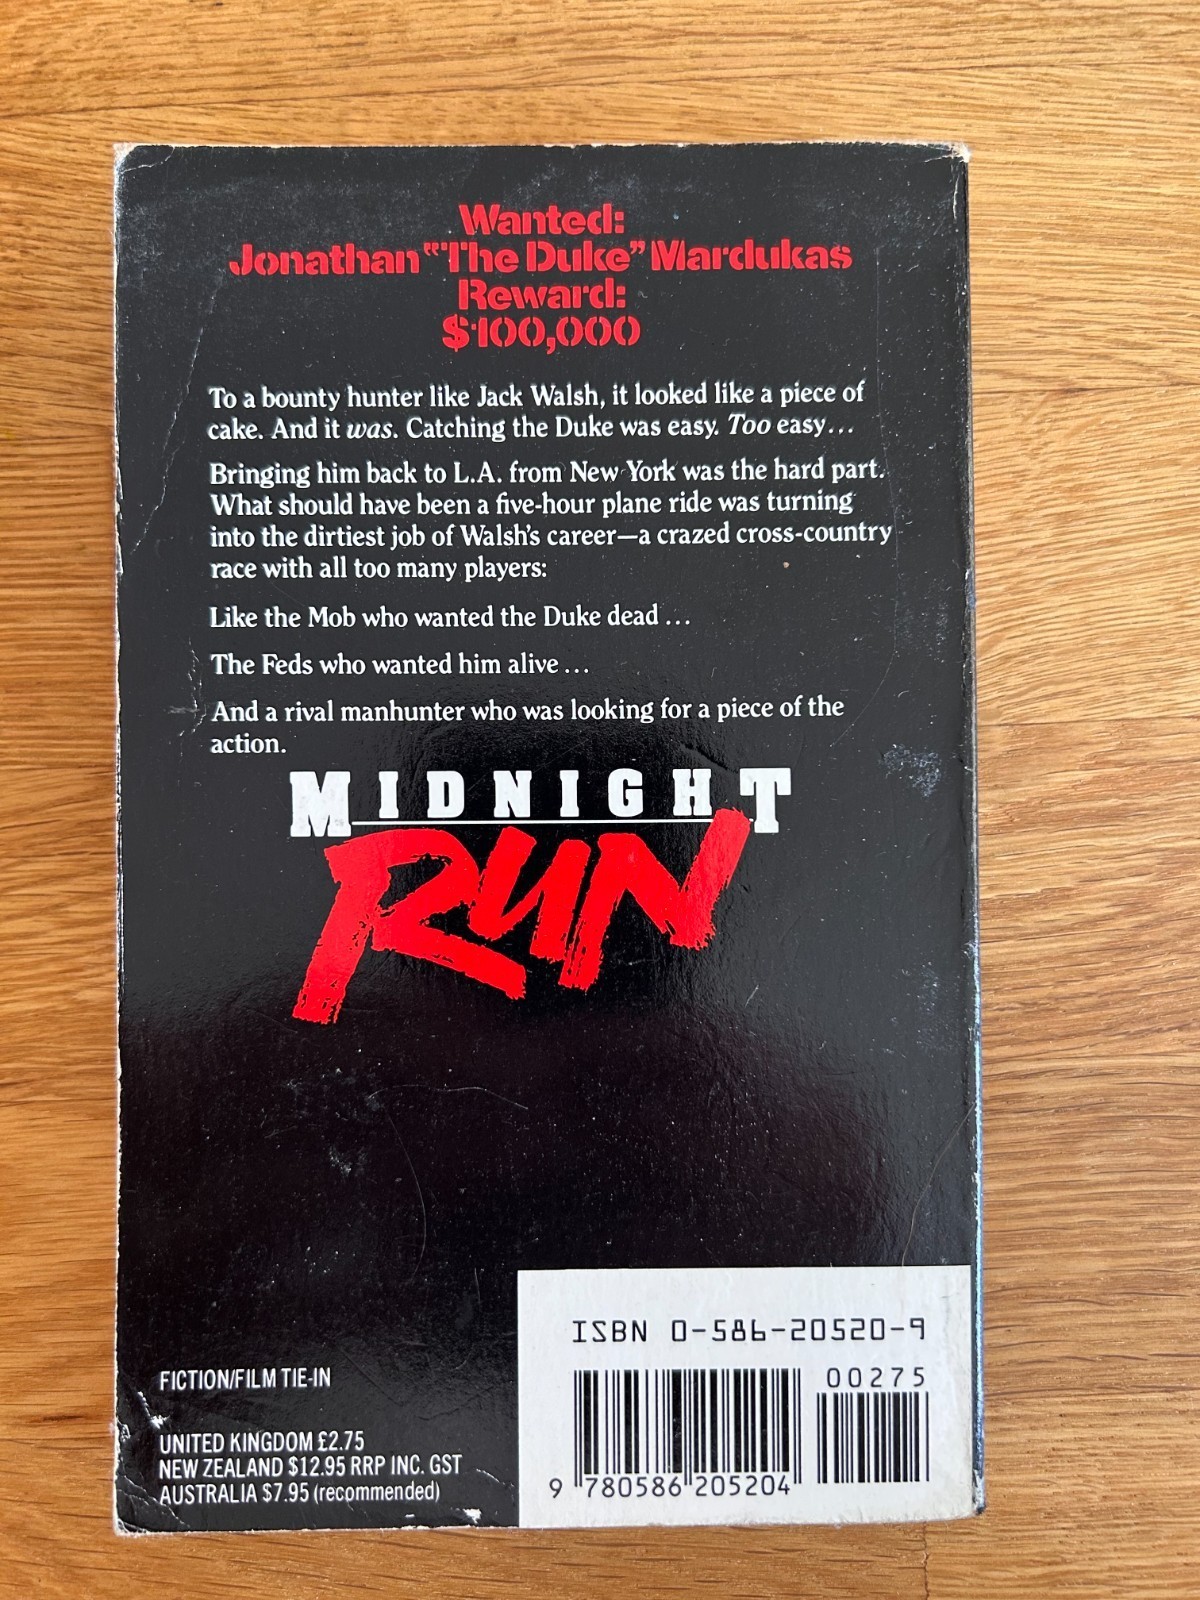 Wanted:
Jonathan "The Duke" Mardukas
Reward:
$100,000
To a bounty hunter like Jack Walsh, it looked like a piece of
cake. And it was. Catching the Duke was easy. Too easy...
Bringing him back to L.A. from New York was the hard part.
What should have been a five-hour plane ride was turning
into the dirtiest job of Walsh's career—a crazed cross-country
race with all too many players:
Like the Mob who wanted the Duke dead...
The Feds who wanted him alive...
And a rival manhunter who was looking for a piece of the
action.
MIDNIGHT
RUN
ISBN 0-586-20520-9
00275
9 780586 205204
FICTION/FILM TIE-IN
UNITED KINGDOM £2.75
NEW ZEALAND $12.95 RRP INC. GST
AUSTRALIA $7.95 (recommended)